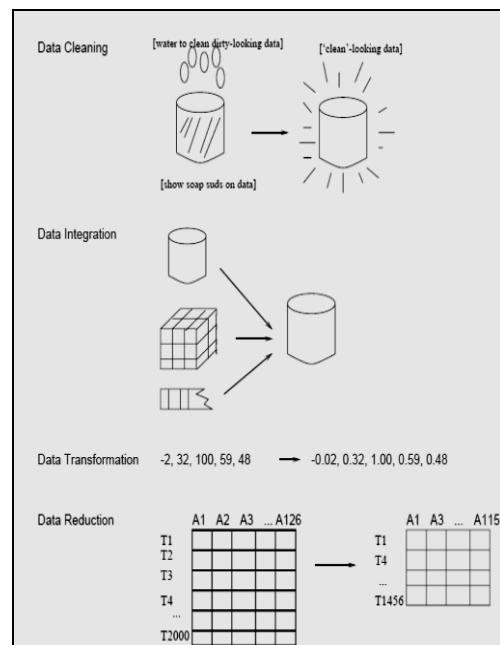 Data Cleaning
[water to clean dirty-looking data]
['clean'-looking data]
[show soap suds on data]
Data Integration
Data Transformation -2, 32, 100, 59, 48 -0.02, 0.32, 1.00, 0.59, 0.48
Data Reduction
A1 A2 A3 ... A126
T1
T2
T3
T4
...
T2000
A1 A3 ... A115
T1
T4
...
T1456